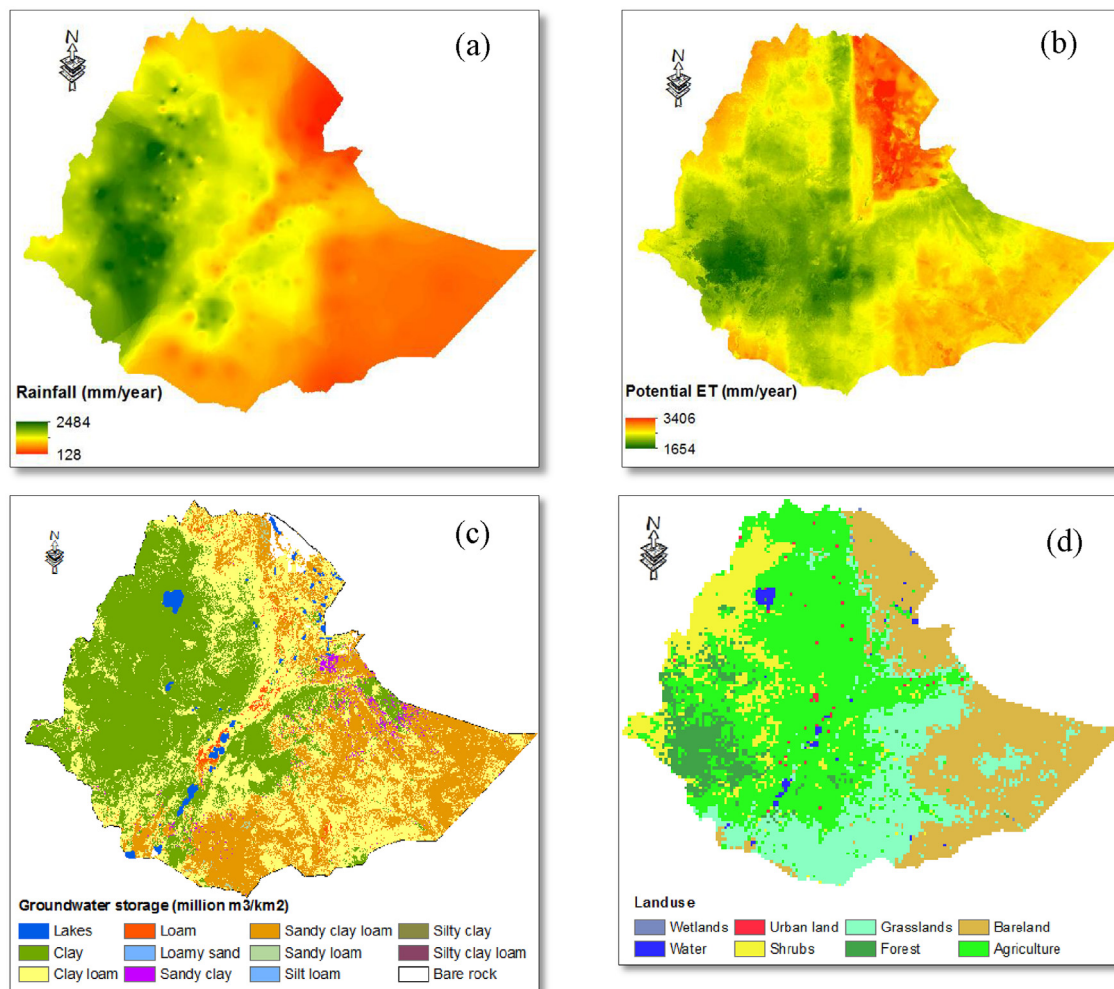 N
(a)
Rainfall (mm/year)
2484
128
N
(b)
Potential ET (mm/year)
3406
1654
N
(c)
Groundwater storage (million m3/km2)
Lakes Loam Sandy clay loam Silty clay
Clay Loamy sand Sandy loam Silty clay loam
Clay loam Sandy clay Silt loam Bare rock
N
(d)
Landuse
Wetlands Urban land Grasslands Bareland
Water Shrubs Forest Agriculture